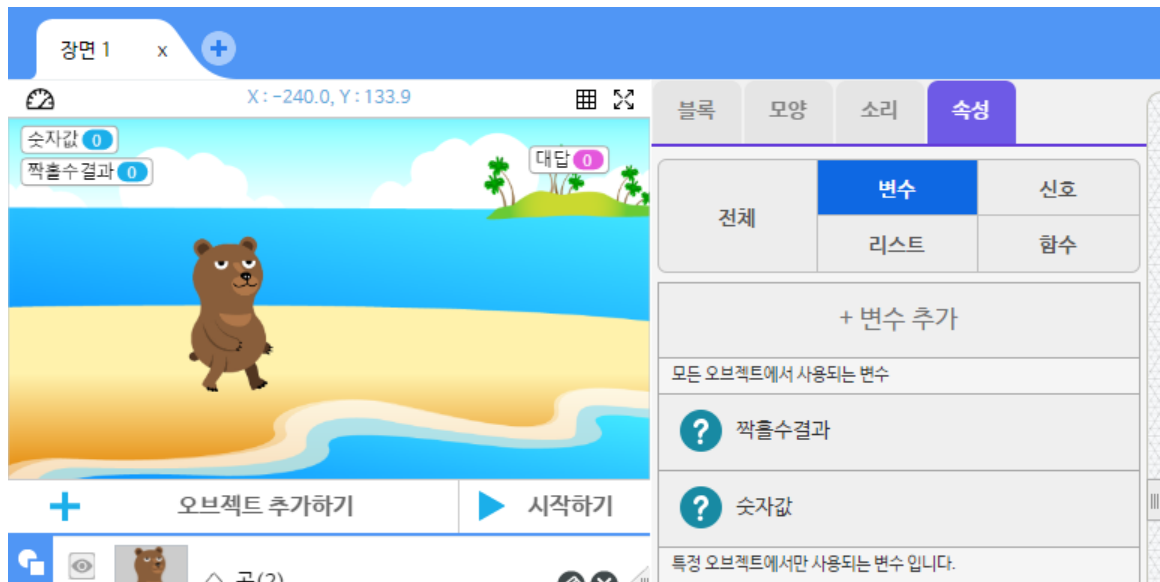 장면 1 x
X : -240.0, Y : 133.9
숫자값 0
짝홀수결과 0
대답 0
오브젝트 추가하기
시작하기
곰(2)
블록 모양 소리 속성
전체 변수 신호
리스트 함수
+ 변수 추가
모든 오브젝트에서 사용되는 변수
? 짝홀수결과
? 숫자값
특정 오브젝트에서만 사용되는 변수 입니다.